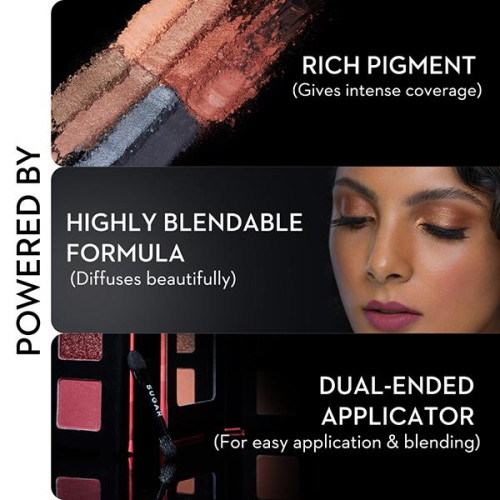 POWERED BY
RICH PIGMENT
(Gives intense coverage)
HIGHLY BLENDABLE
FORMULA
(Diffuses beautifully)
DUAL-ENDED
APPLICATOR
(For easy application & blending)
SUGAR